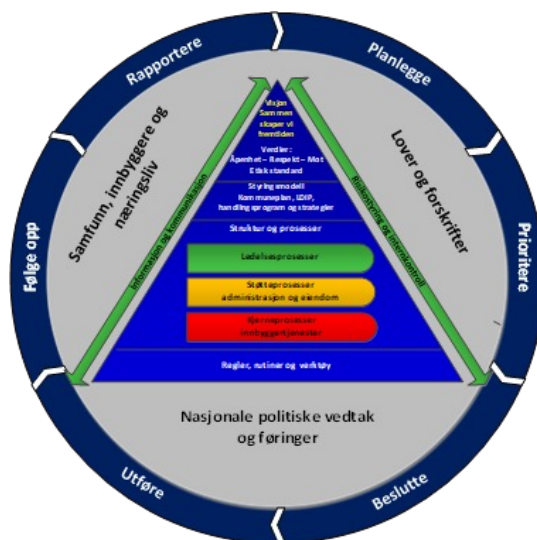 Rapportere
Planlegge
Prioritere
Beslutte
Utføre
Følge opp
Samfunn, innbyggere og
næringsliv
Lover og forskrifter
Nasjonale politiske vedtak
og føringer
Informasjon og kommunikasjon
Risikostyring og internkontroll
Visjon
Sammen
skaper vi
fremtiden
Verdier:
Åpenhet – Respekt – Mot
Etisk standard
Styringsmodell
Kommuneplan, LDIP,
handlingsprogram og strategier
Struktur og prosesser
Ledelsesprosesser
Støtteprosesser
administrasjon og eiendom
Kjerneprosesser
innbyggertjenester
Regler, rutiner og verktøy